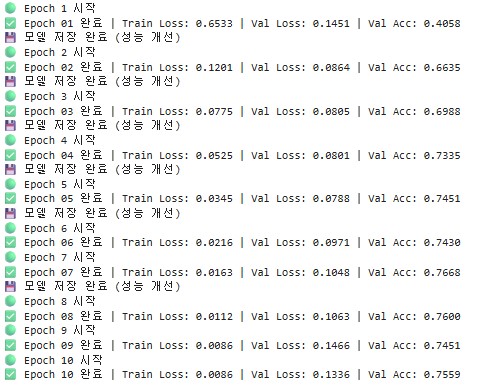 🟢 Epoch 1 시작
✅ Epoch 01 완료 | Train Loss: 0.6533 | Val Loss: 0.1451 | Val Acc: 0.4058
💾 모델 저장 완료 (성능 개선)
🟢 Epoch 2 시작
✅ Epoch 02 완료 | Train Loss: 0.1201 | Val Loss: 0.0864 | Val Acc: 0.6635
💾 모델 저장 완료 (성능 개선)
🟢 Epoch 3 시작
✅ Epoch 03 완료 | Train Loss: 0.0775 | Val Loss: 0.0805 | Val Acc: 0.6988
💾 모델 저장 완료 (성능 개선)
🟢 Epoch 4 시작
✅ Epoch 04 완료 | Train Loss: 0.0525 | Val Loss: 0.0801 | Val Acc: 0.7335
💾 모델 저장 완료 (성능 개선)
🟢 Epoch 5 시작
✅ Epoch 05 완료 | Train Loss: 0.0345 | Val Loss: 0.0788 | Val Acc: 0.7451
💾 모델 저장 완료 (성능 개선)
🟢 Epoch 6 시작
✅ Epoch 06 완료 | Train Loss: 0.0216 | Val Loss: 0.0971 | Val Acc: 0.7430
🟢 Epoch 7 시작
✅ Epoch 07 완료 | Train Loss: 0.0163 | Val Loss: 0.1048 | Val Acc: 0.7668
💾 모델 저장 완료 (성능 개선)
🟢 Epoch 8 시작
✅ Epoch 08 완료 | Train Loss: 0.0112 | Val Loss: 0.1063 | Val Acc: 0.7600
🟢 Epoch 9 시작
✅ Epoch 09 완료 | Train Loss: 0.0086 | Val Loss: 0.1466 | Val Acc: 0.7451
🟢 Epoch 10 시작
✅ Epoch 10 완료 | Train Loss: 0.0086 | Val Loss: 0.1336 | Val Acc: 0.7559